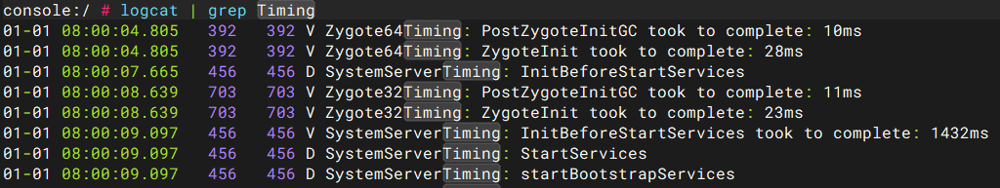 console:/ # logcat | grep Timing
01-01 08:00:04.805   392   392 V Zygote64Timing: PostZygoteInitGC took to complete: 10ms
01-01 08:00:04.805   392   392 V Zygote64Timing: ZygoteInit took to complete: 28ms
01-01 08:00:07.665   456   456 D SystemServerTiming: InitBeforeStartServices
01-01 08:00:08.639   703   703 V Zygote32Timing: PostZygoteInitGC took to complete: 11ms
01-01 08:00:08.639   703   703 V Zygote32Timing: ZygoteInit took to complete: 23ms
01-01 08:00:09.097   456   456 V SystemServerTiming: InitBeforeStartServices took to complete: 1432ms
01-01 08:00:09.097   456   456 D SystemServerTiming: StartServices
01-01 08:00:09.097   456   456 D SystemServerTiming: startBootstrapServices